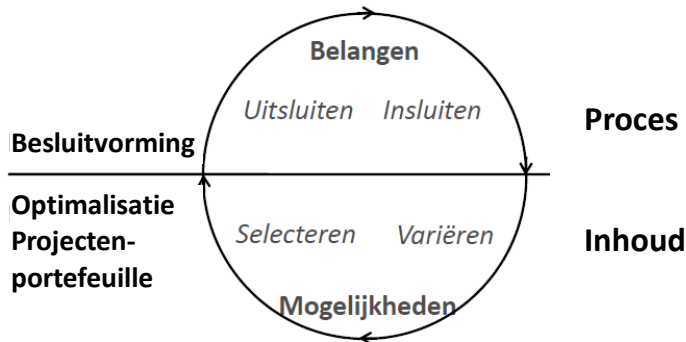 Belangen
Uitsluiten Insluiten
Proces
Besluitvorming
Optimalisatie
Projecten-
portefeuille
Selecteren Variëren
Inhoud
Mogelijkheden